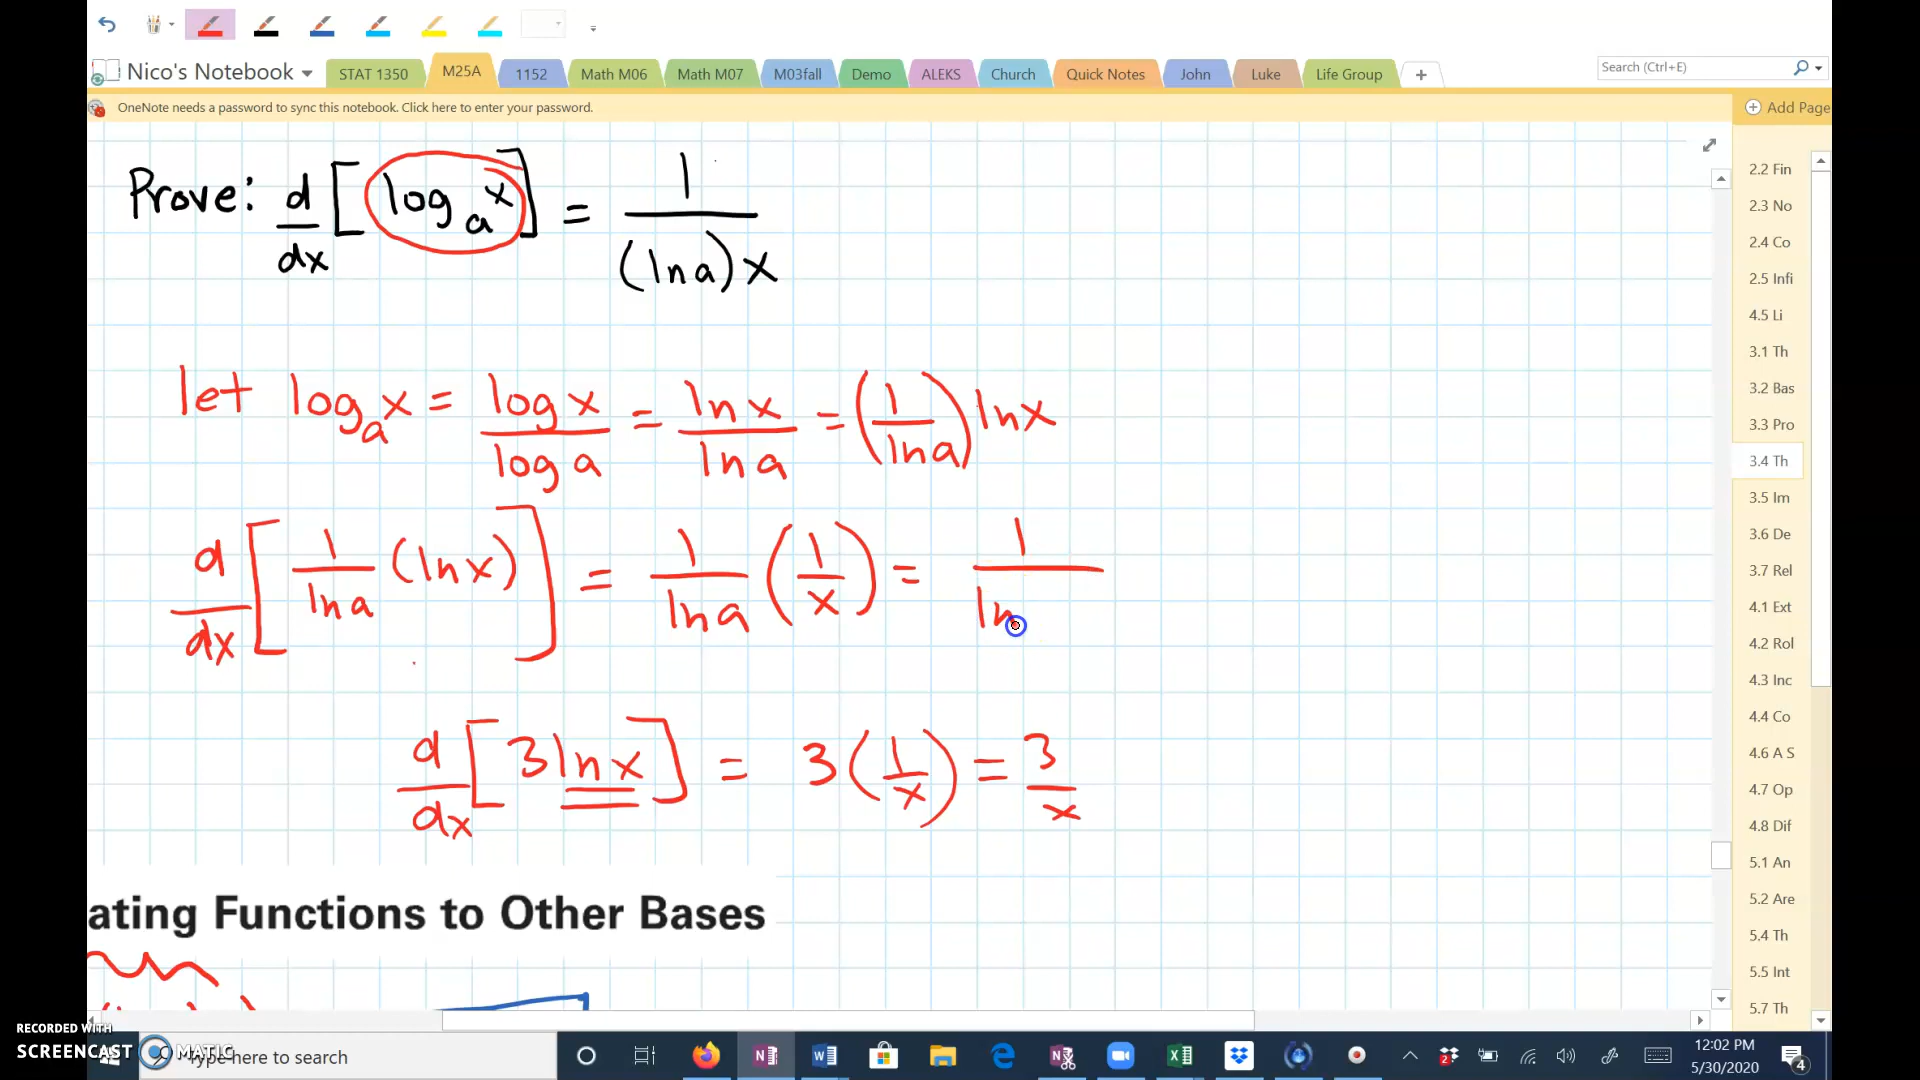 Nico's Notebook STAT 1350 M25A 1152 Math M06 Math M07 M03fall Demo ALEKS Church Quick Notes John Luke Life Group Search (Ctrl+E)
OneNote needs a password to sync this notebook. Click here to enter your password.
Add Page
Prove: d/dx [log_a x] = 1/((ln a) x)
let log_a x = log x/log a = ln x/ln a = (1/ln a) ln x
d/dx [1/ln a (ln x)] = 1/ln a (1/x) = 1/ln
d/dx [3 ln x] = 3 (1/x) = 3/x
ating Functions to Other Bases
2.2 Fin
2.3 No
2.4 Co
2.5 Infi
4.5 Li
3.1 Th
3.2 Bas
3.3 Pro
3.4 Th
3.5 Im
3.6 De
3.7 Rel
4.1 Ext
4.2 Rol
4.3 Inc
4.4 Co
4.6 A S
4.7 Op
4.8 Dif
5.1 An
5.2 Are
5.4 Th
5.5 Int
5.7 Th
RECORDED WITH
SCREENCAST MATIC
Type here to search
12:02 PM
5/30/2020
4